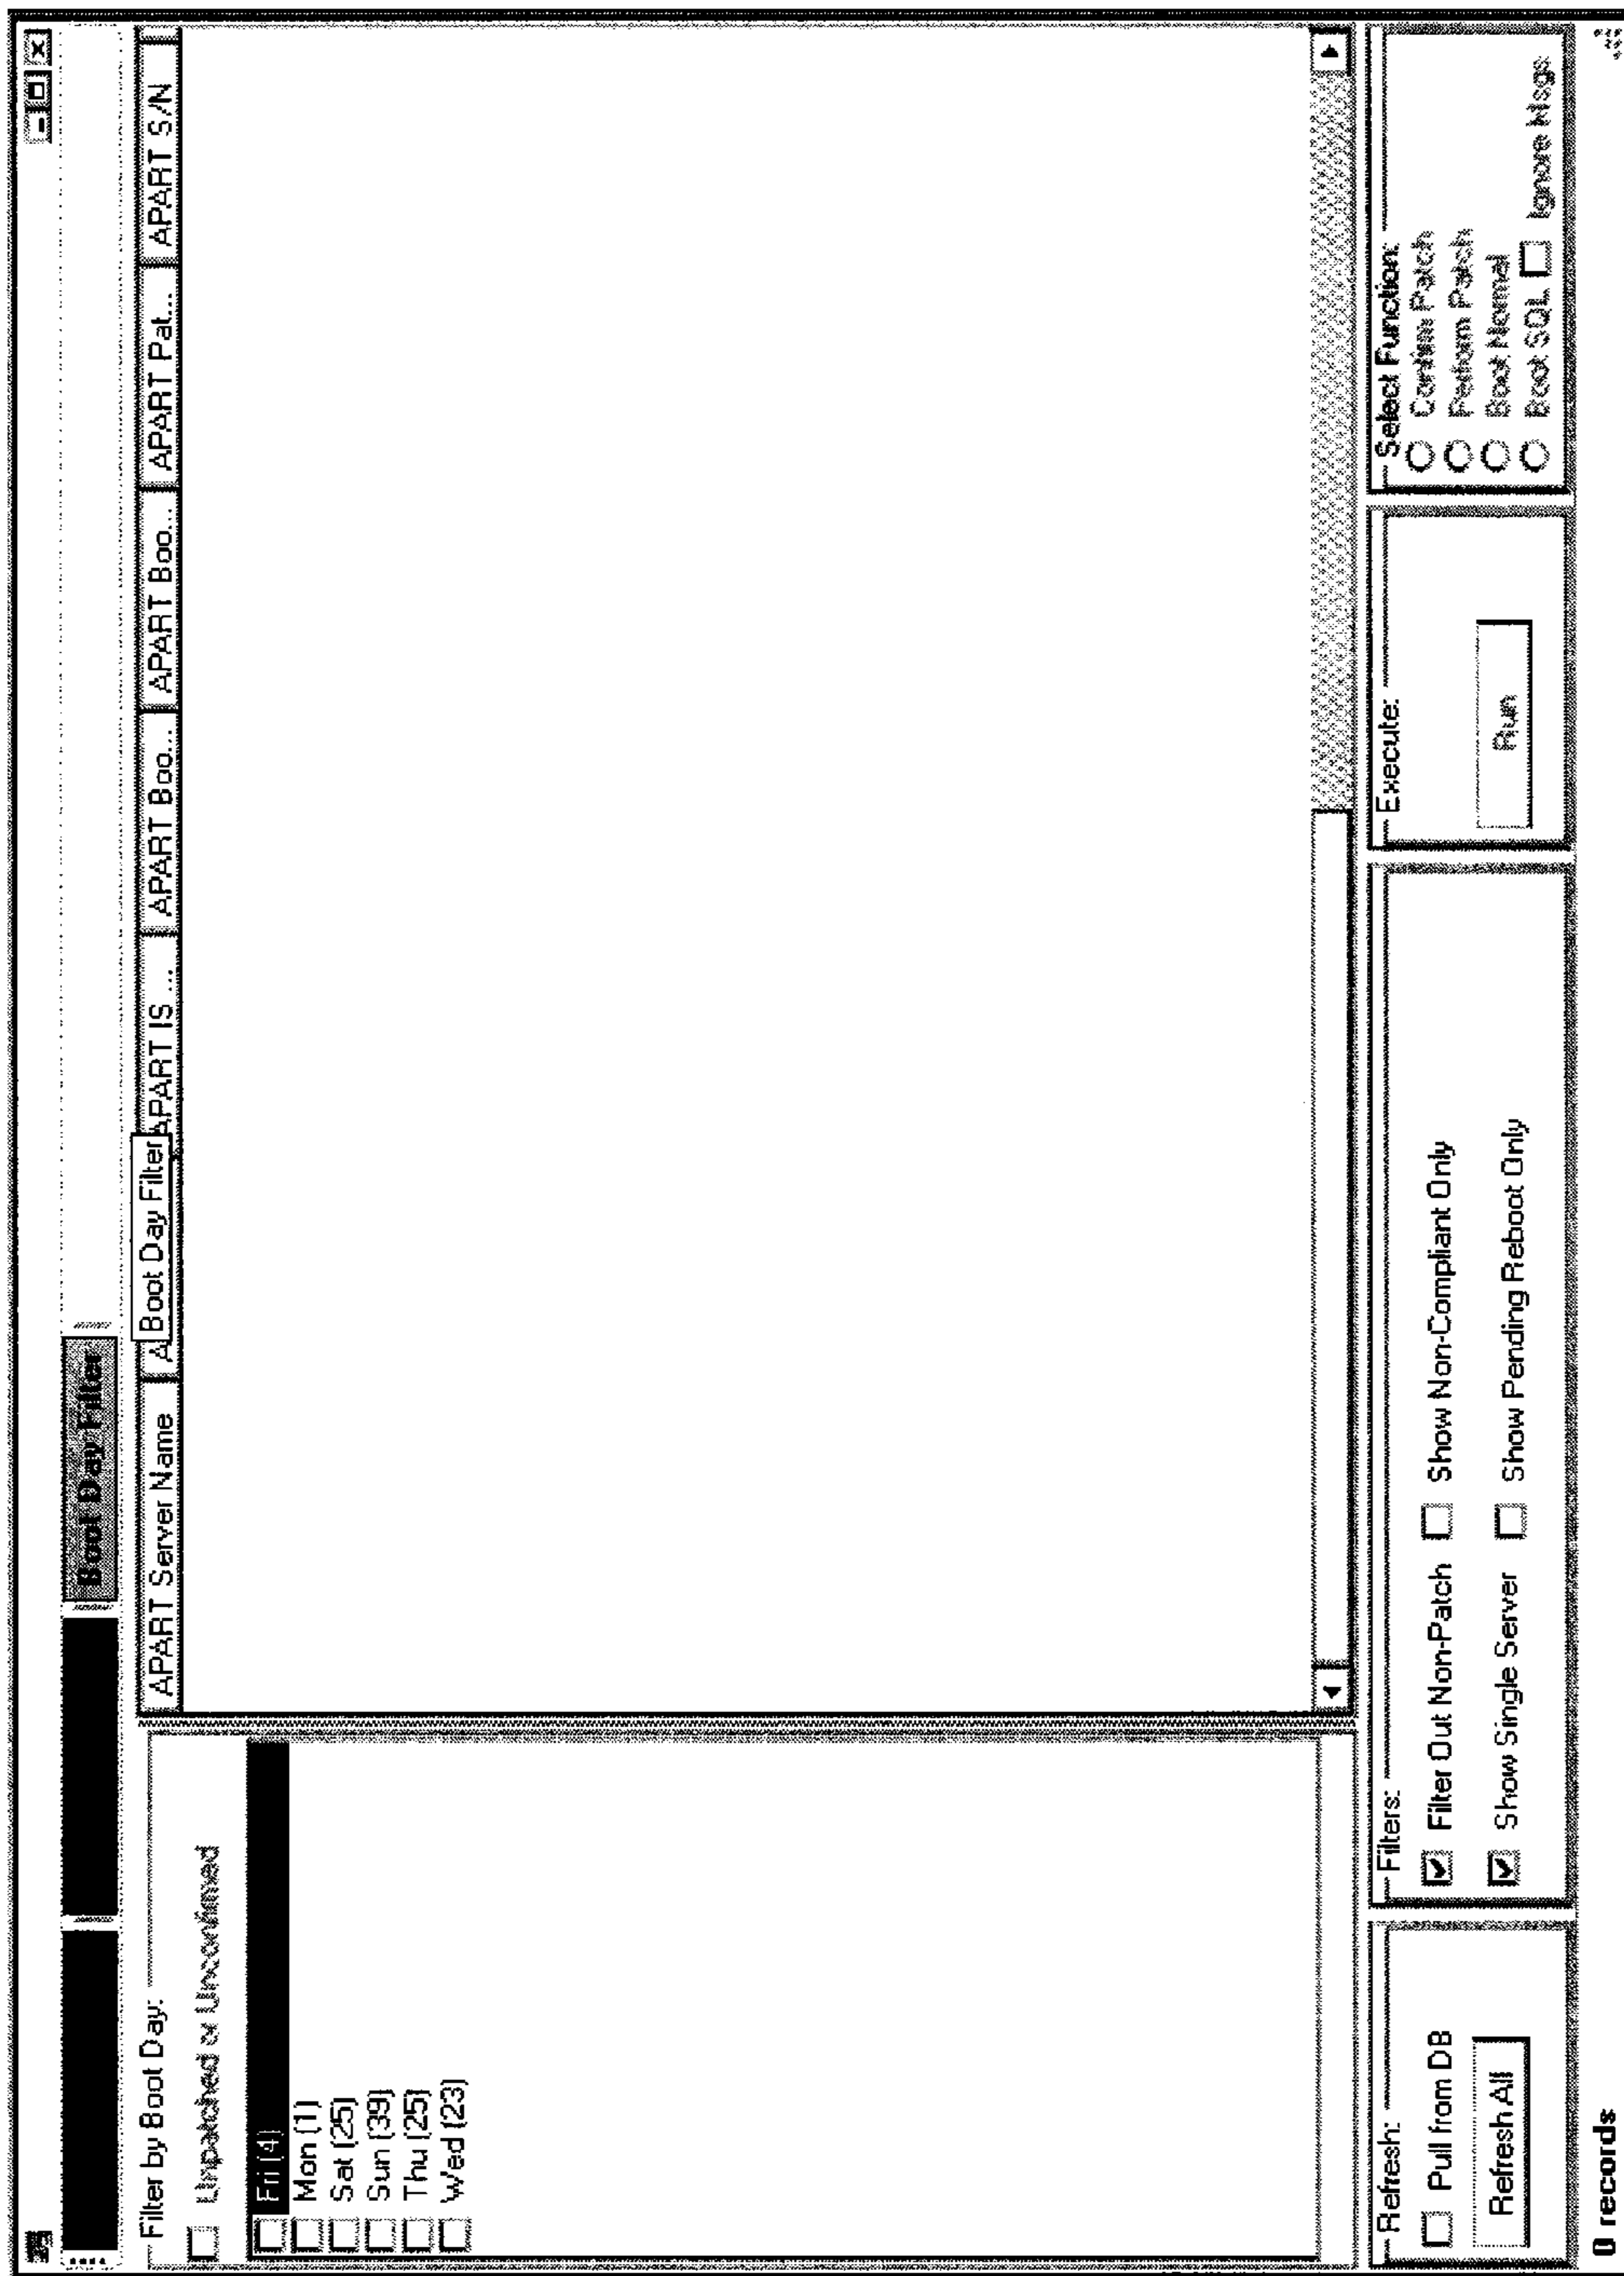 Boot Day Filter
Filter by Boot Day:
Unpatched or Unconfirmed
Fri (4)
Mon (1)
Sat (25)
Sun (39)
Thu (25)
Wed (23)
APART Server Name
A
Boot Day Filter
APART IS ...
APART Boo...
APART Boo...
APART Pat...
APART S/N
Refresh:
Pull from DB
Refresh All
Filters:
Filter Out Non-Patch
Show Non-Compliant Only
Show Single Server
Show Pending Reboot Only
Execute:
Run
Select Function:
Confirm Patch
Perform Patch
Boot Normal
Boot SQL
Ignore Msgs
0 records